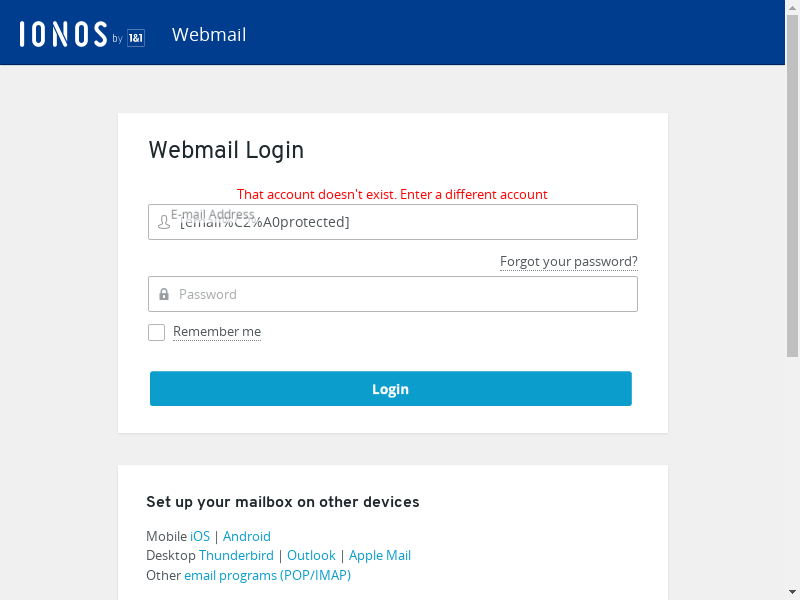 IONOS by 1&1 Webmail
Webmail Login
That account doesn't exist. Enter a different account
E-mail Address
[email%C2%A0protected]
Forgot your password?
Password
Remember me
Login
Set up your mailbox on other devices
Mobile iOS | Android
Desktop Thunderbird | Outlook | Apple Mail
Other email programs (POP/IMAP)